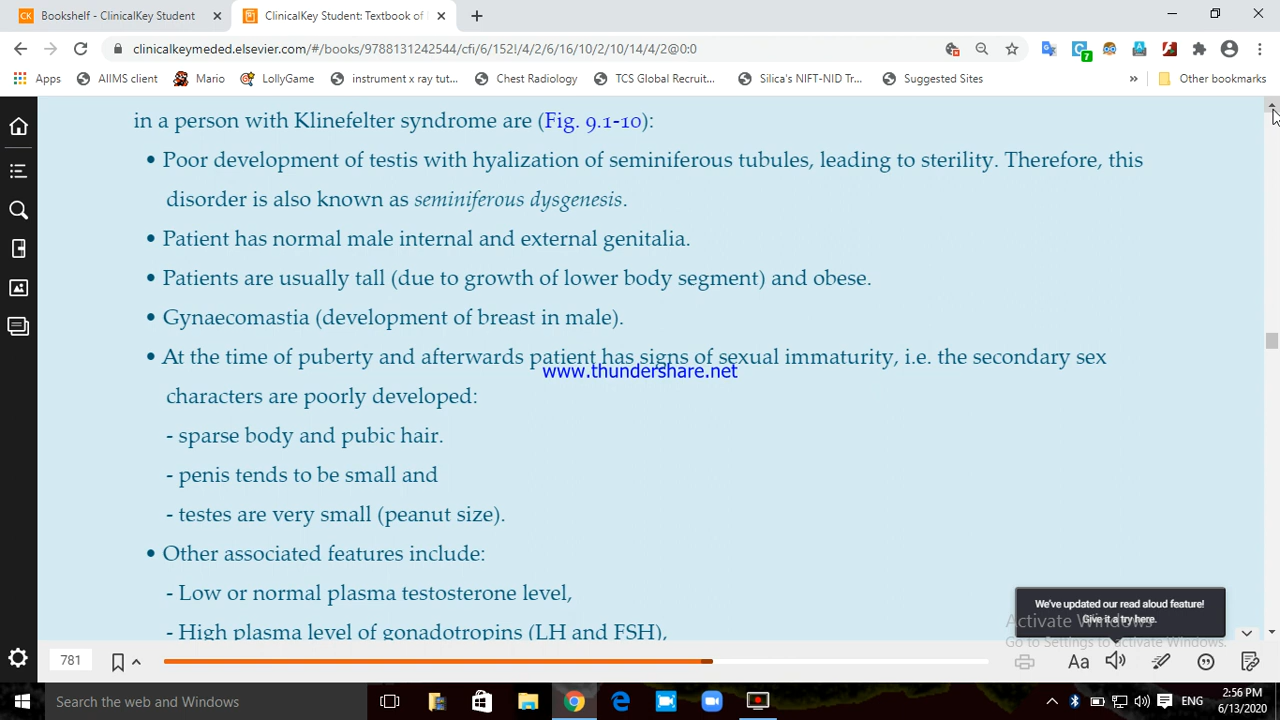 Bookshelf - ClinicalKey Student
ClinicalKey Student: Textbook of
clinicalkeymeded.elsevier.com/#/books/9788131242544/cfi/6/152!/4/2/6/16/10/2/10/14/4/2@0:0
7
Apps
AIIMS client
Mario
LollyGame
instrument x ray tut...
Chest Radiology
TCS Global Recruit...
Silica's NIFT-NID Tr...
Suggested Sites
Other bookmarks
in a person with Klinefelter syndrome are (Fig. 9.1-10):
• Poor development of testis with hyalization of seminiferous tubules, leading to sterility. Therefore, this
disorder is also known as seminiferous dysgenesis.
• Patient has normal male internal and external genitalia.
• Patients are usually tall (due to growth of lower body segment) and obese.
• Gynaecomastia (development of breast in male).
• At the time of puberty and afterwards patient has signs of sexual immaturity, i.e. the secondary sex
www.thundershare.net
characters are poorly developed:
- sparse body and pubic hair.
- penis tends to be small and
- testes are very small (peanut size).
• Other associated features include:
- Low or normal plasma testosterone level,
- High plasma level of gonadotropins (LH and FSH),
We've updated our read aloud feature!
Give it a try here.
Activate Windows
Go to Settings to activate Windows.
781
Aa
Search the web and Windows
ENG
2:56 PM
6/13/2020